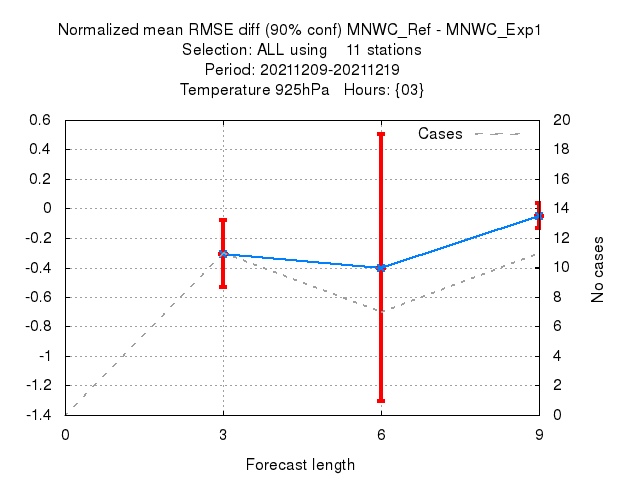 Normalized mean RMSE diff (90% conf) MNWC_Ref - MNWC_Exp1
Selection: ALL using 11 stations
Period: 20211209-20211219
Temperature 925hPa Hours: {03}
Cases
0.6
0.4
0.2
0
-0.2
-0.4
-0.6
-0.8
-1
-1.2
-1.4
20
18
16
14
12
10
8
6
4
2
0
No cases
0 3 6 9
Forecast length